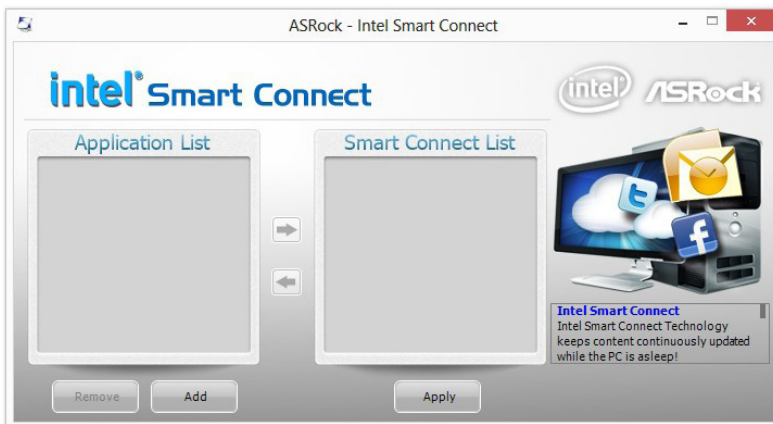 ASRock - Intel Smart Connect
intel® Smart Connect
intel® ASRock
Application List
Smart Connect List
Intel Smart Connect
Intel Smart Connect Technology
keeps content continuously updated
while the PC is asleep!
Remove
Add
Apply